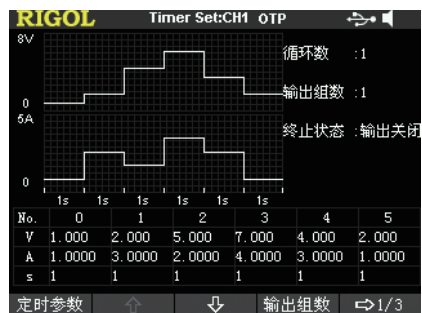 RIGOL Timer Set:CH1 OTP
8V
循环数 :1
输出组数 :1
0
5A
终止状态 :输出关闭
0
1s 1s 1s 1s 1s 1s
No. 0 1 2 3 4 5
V 1.000 2.000 5.000 7.000 4.000 2.000
A 1.0000 3.0000 2.0000 4.0000 3.0000 1.0000
s 1 1 1 1 1 1
定时参数 输出组数 1/3